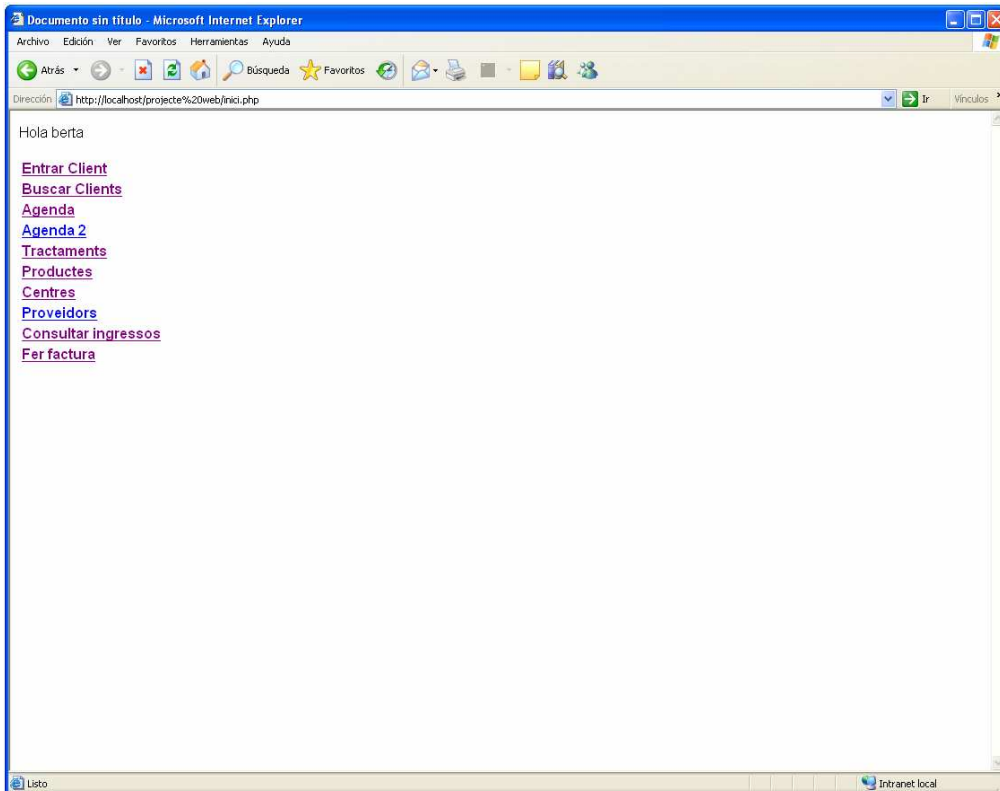 Documento sin título - Microsoft Internet Explorer
Archivo Edición Ver Favoritos Herramientas Ayuda
Atrás Búsqueda Favoritos
Dirección http://localhost/projecte%20web/inici.php Ir Vínculos »
Hola berta
Entrar Client
Buscar Clients
Agenda
Agenda 2
Tractaments
Productes
Centres
Proveidors
Consultar ingressos
Fer factura
Listo Intranet local